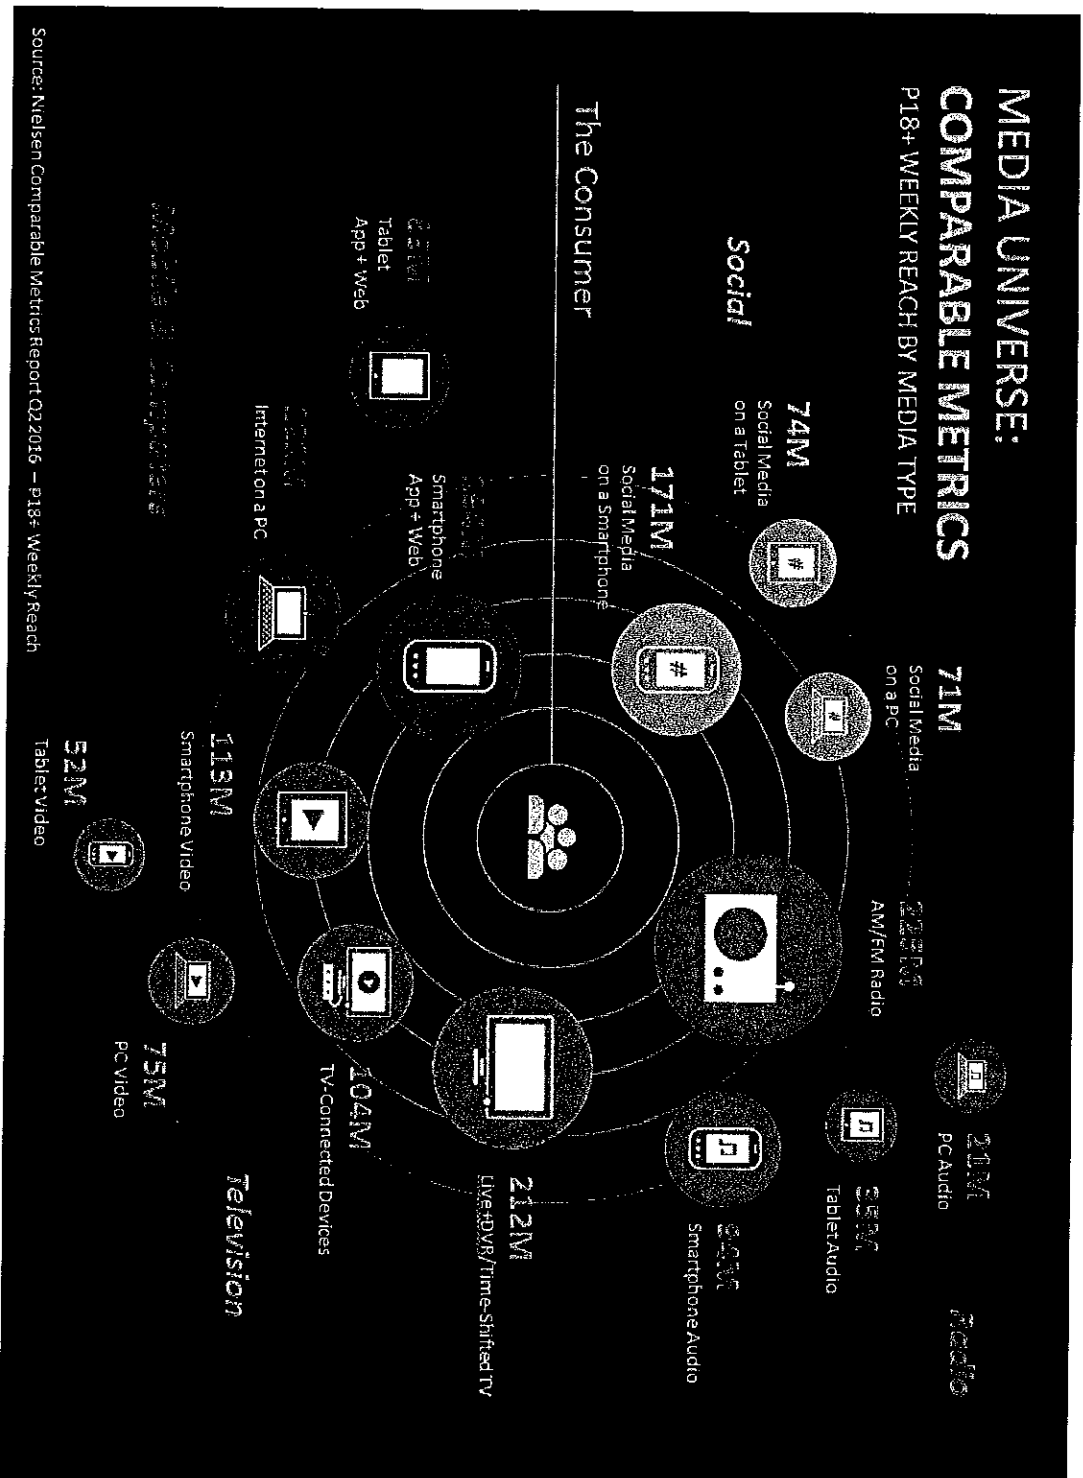 MEDIA UNIVERSE:
COMPARABLE METRICS
P18+ WEEKLY REACH BY MEDIA TYPE
Social
74M
Social Media
on a Tablet
71M
Social Media
on a PC
171M
Social Media
on a Smartphone
The Consumer
AM/FM Radio
21M
PC Audio
Radio
35M
Tablet Audio
Smartphone Audio
212M
Live+DVR/Time-Shifted TV
104M
TV-Connected Devices
Television
75M
PC Video
113M
Smartphone Video
52M
Tablet Video
Smartphone
App + Web
Tablet
App + Web
Internet on a PC
Source: Nielsen Comparable Metrics Report Q2 2016 – P18+ Weekly Reach